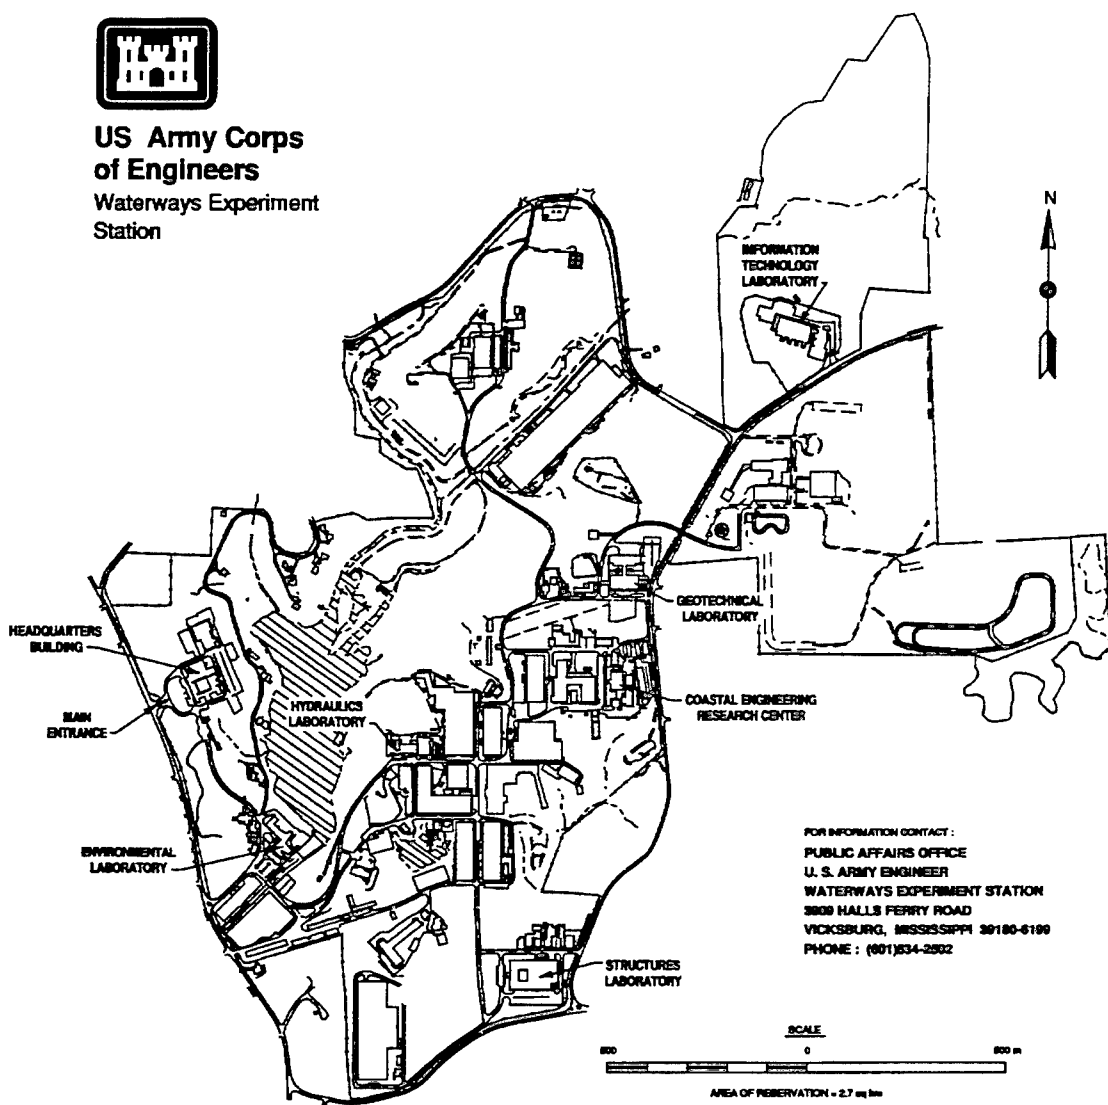 US Army Corps
of Engineers
Waterways Experiment
Station
N
INFORMATION
TECHNOLOGY
LABORATORY
GEOTECHNICAL
LABORATORY
HEADQUARTERS
BUILDING
MAIN
ENTRANCE
HYDRAULICS
LABORATORY
COASTAL ENGINEERING
RESEARCH CENTER
ENVIRONMENTAL
LABORATORY
STRUCTURES
LABORATORY
FOR INFORMATION CONTACT :
PUBLIC AFFAIRS OFFICE
U. S. ARMY ENGINEER
WATERWAYS EXPERIMENT STATION
3909 HALLS FERRY ROAD
VICKSBURG, MISSISSIPPI 39180-6199
PHONE : (601)634-2502
SCALE
500 0 500 m
AREA OF RESERVATION = 2.7 sq km